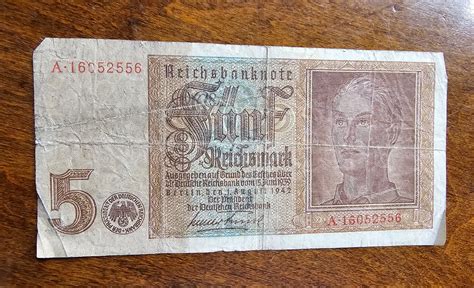 A·16052556
Reichsbanknote
Fünf
Reichsmark
Ausgegeben auf Grund des Gesetzes über
die Deutsche Reichsbank vom 15. Juni 1939
Berlin, den 1. August 1942
Der Präsident
der Deutschen Reichsbank
5
A·16052556